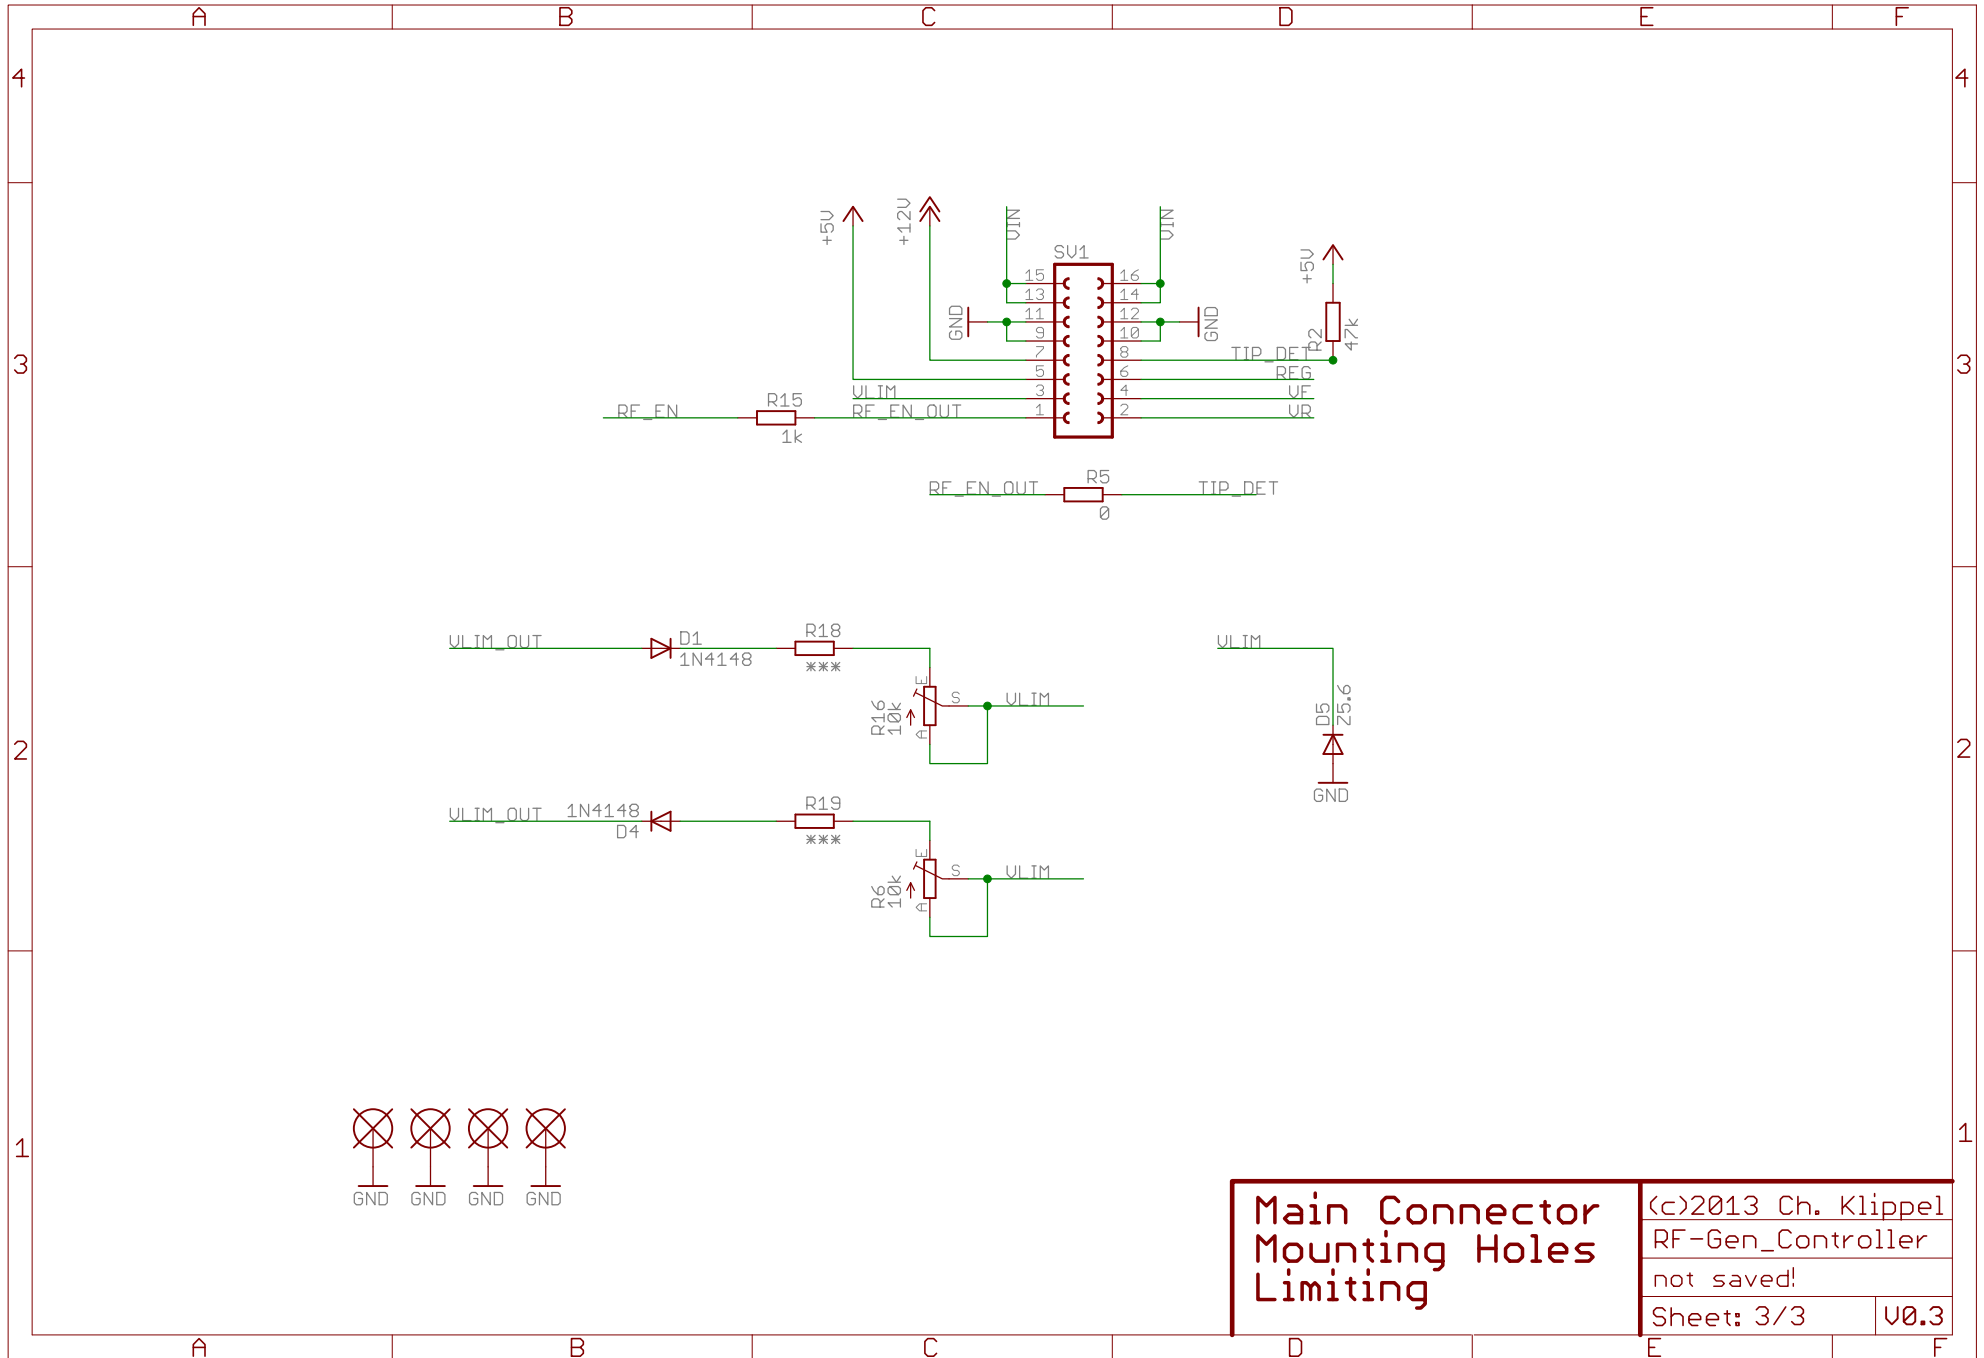 A B C D E F
4 4
+5V +12V VIN VIN
SV1
+5V
15 16
13 14
GND 11 12 GND
9 10
R2 47k
7 8 TIP_DET
3 3
5 6 REG
VLIM 3 4 VF
RF_EN R15 RF_EN_OUT 1 2 VR
1k
R5
RF_EN_OUT TIP_DET
0
VLIM_OUT D1 R18 VLIM
1N4148 ***
E
S VLIM
R16 10k
A
D5 Z5.6
GND
2 2
VLIM_OUT 1N4148 R19
D4 ***
E
S VLIM
R6 10k
A
1 1
GND GND GND GND
Main Connector
Mounting Holes
Limiting
(c)2013 Ch. Klippel
RF-Gen_Controller
not saved!
Sheet: 3/3 V0.3
A B C D E F